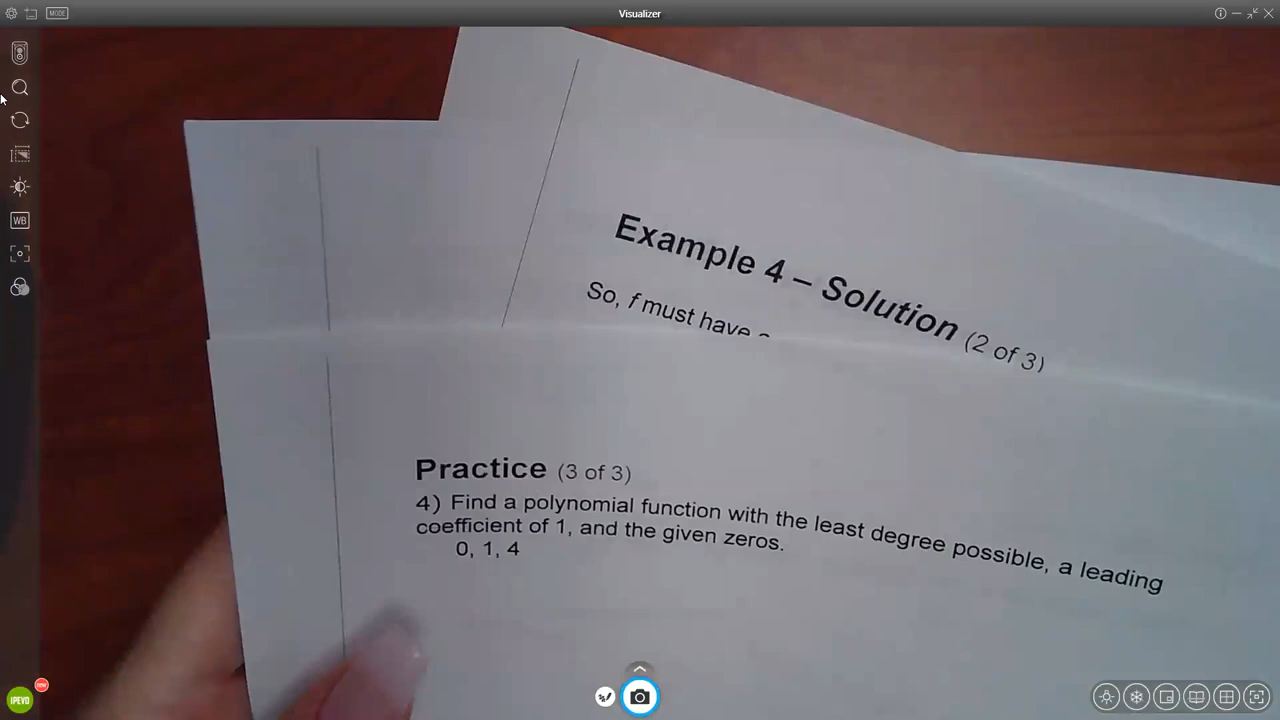 MODE
Visualizer
WB
Example 4 – Solution (2 of 3)
So, f must have
Practice (3 of 3)
4) Find a polynomial function with the least degree possible, a leading
coefficient of 1, and the given zeros.
0, 1, 4
IPEVO
new